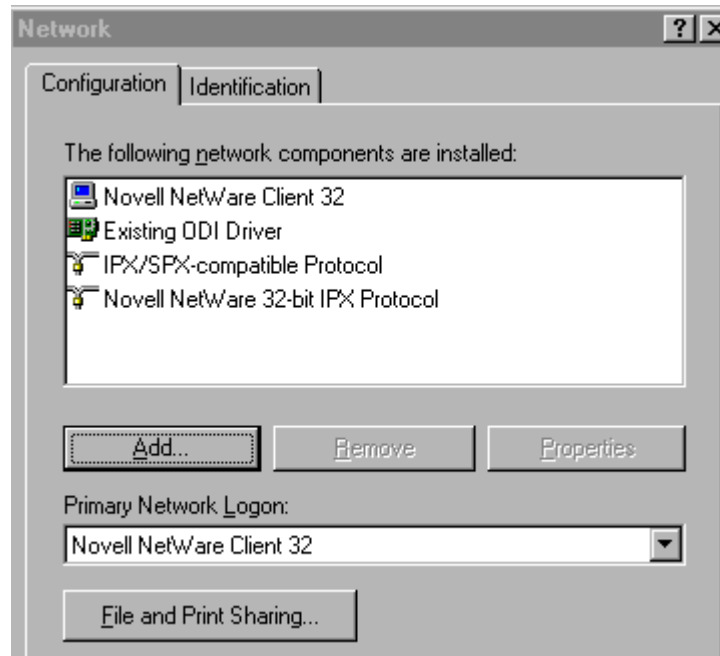 Network
Configuration
Identification
The following network components are installed:
Novell NetWare Client 32
Existing ODI Driver
IPX/SPX-compatible Protocol
Novell NetWare 32-bit IPX Protocol
Add...
Remove
Properties
Primary Network Logon:
Novell NetWare Client 32
File and Print Sharing...